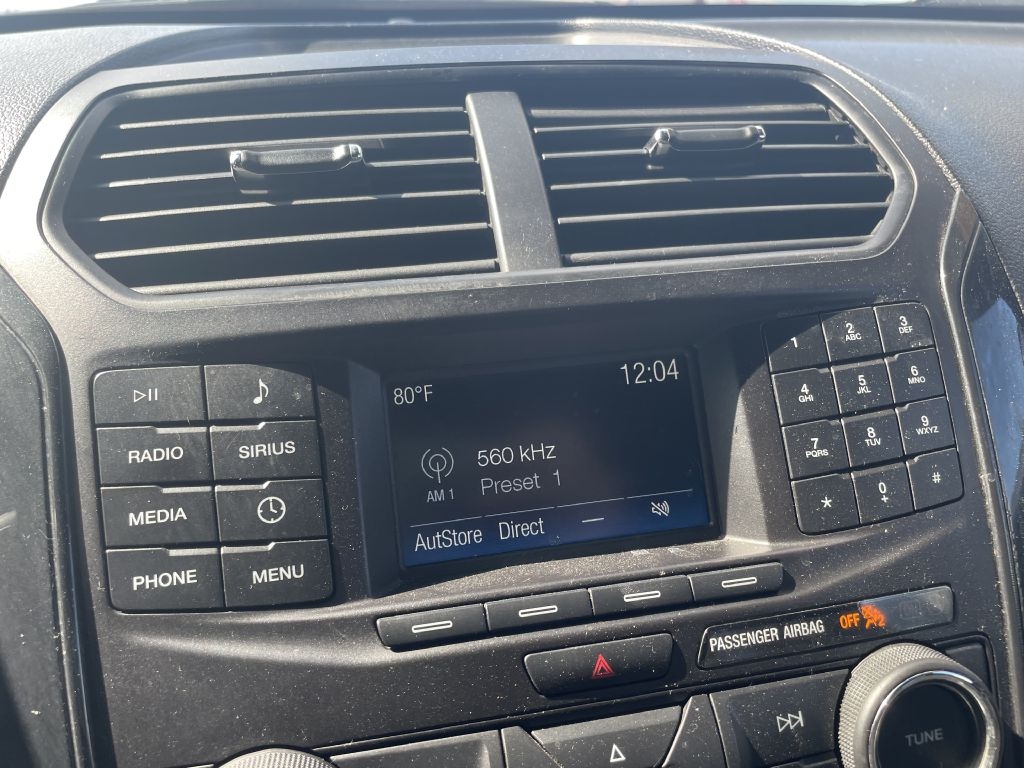 80°F
12:04
560 kHz
AM 1
Preset 1
AutStore Direct
RADIO
SIRIUS
MEDIA
PHONE
MENU
1
2
ABC
3
DEF
4
GHI
5
JKL
6
MNO
7
PQRS
8
TUV
9
WXYZ
*
0
+
#
PASSENGER AIRBAG OFF
TUNE